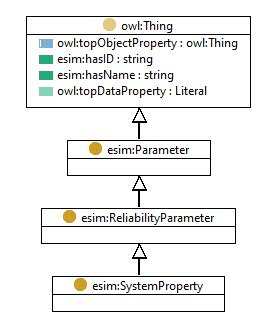 owl:Thing
owl:topObjectProperty : owl:Thing
esim:hasID : string
esim:hasName : string
owl:topDataProperty : Literal
esim:Parameter
esim:ReliabilityParameter
esim:SystemProperty